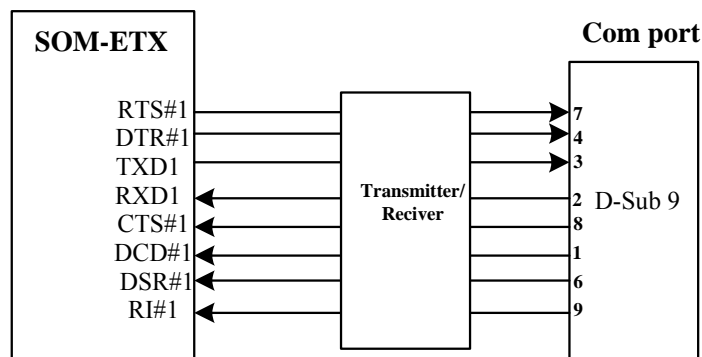 SOM-ETX
Com port
RTS#1
DTR#1
TXD1
RXD1
CTS#1
DCD#1
DSR#1
RI#1
Transmitter/
Reciver
7
4
3
2
8
1
6
9
D-Sub 9